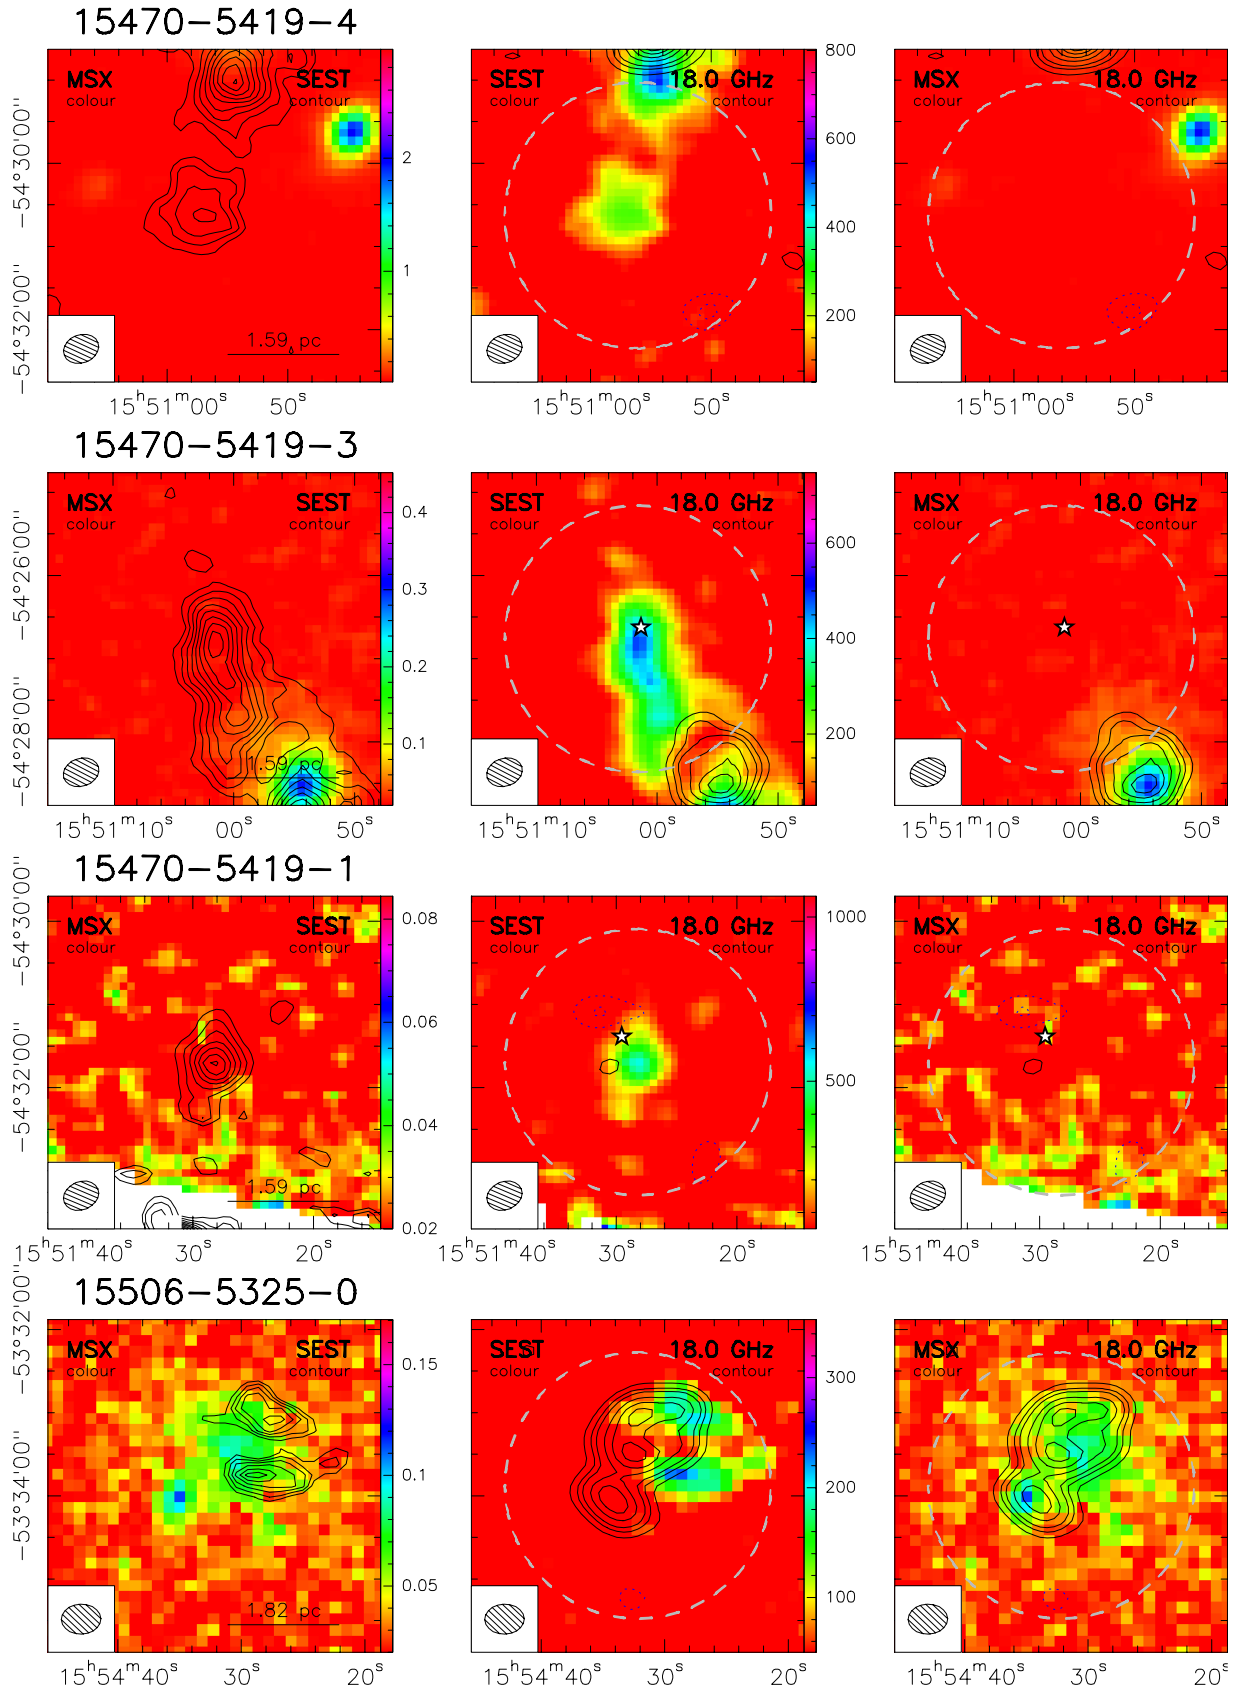 15470−5419−4
MSX
colour
SEST
contour
SEST
colour
18.0 GHz
contour
MSX
colour
18.0 GHz
contour
−54°30'00''
−54°32'00''
1.59 pc
2
1
800
600
400
200
15ʰ51ᵐ00ˢ 50ˢ
15ʰ51ᵐ00ˢ 50ˢ
15ʰ51ᵐ00ˢ 50ˢ
15470−5419−3
MSX
colour
SEST
contour
SEST
colour
18.0 GHz
contour
MSX
colour
18.0 GHz
contour
−54°26'00''
−54°28'00''
1.59 pc
0.4
0.3
0.2
0.1
600
400
200
15ʰ51ᵐ10ˢ 00ˢ 50ˢ
15ʰ51ᵐ10ˢ 00ˢ 50ˢ
15ʰ51ᵐ10ˢ 00ˢ 50ˢ
15470−5419−1
MSX
colour
SEST
contour
SEST
colour
18.0 GHz
contour
MSX
colour
18.0 GHz
contour
−54°30'00''
−54°32'00''
1.59 pc
0.08
0.06
0.04
0.02
1000
500
15ʰ51ᵐ40ˢ 30ˢ 20ˢ
15ʰ51ᵐ40ˢ 30ˢ 20ˢ
15ʰ51ᵐ40ˢ 30ˢ 20ˢ
15506−5325−0
MSX
colour
SEST
contour
SEST
colour
18.0 GHz
contour
MSX
colour
18.0 GHz
contour
−53°32'00''
−53°34'00''
1.82 pc
0.15
0.1
0.05
300
200
100
15ʰ54ᵐ40ˢ 30ˢ 20ˢ
15ʰ54ᵐ40ˢ 30ˢ 20ˢ
15ʰ54ᵐ40ˢ 30ˢ 20ˢ